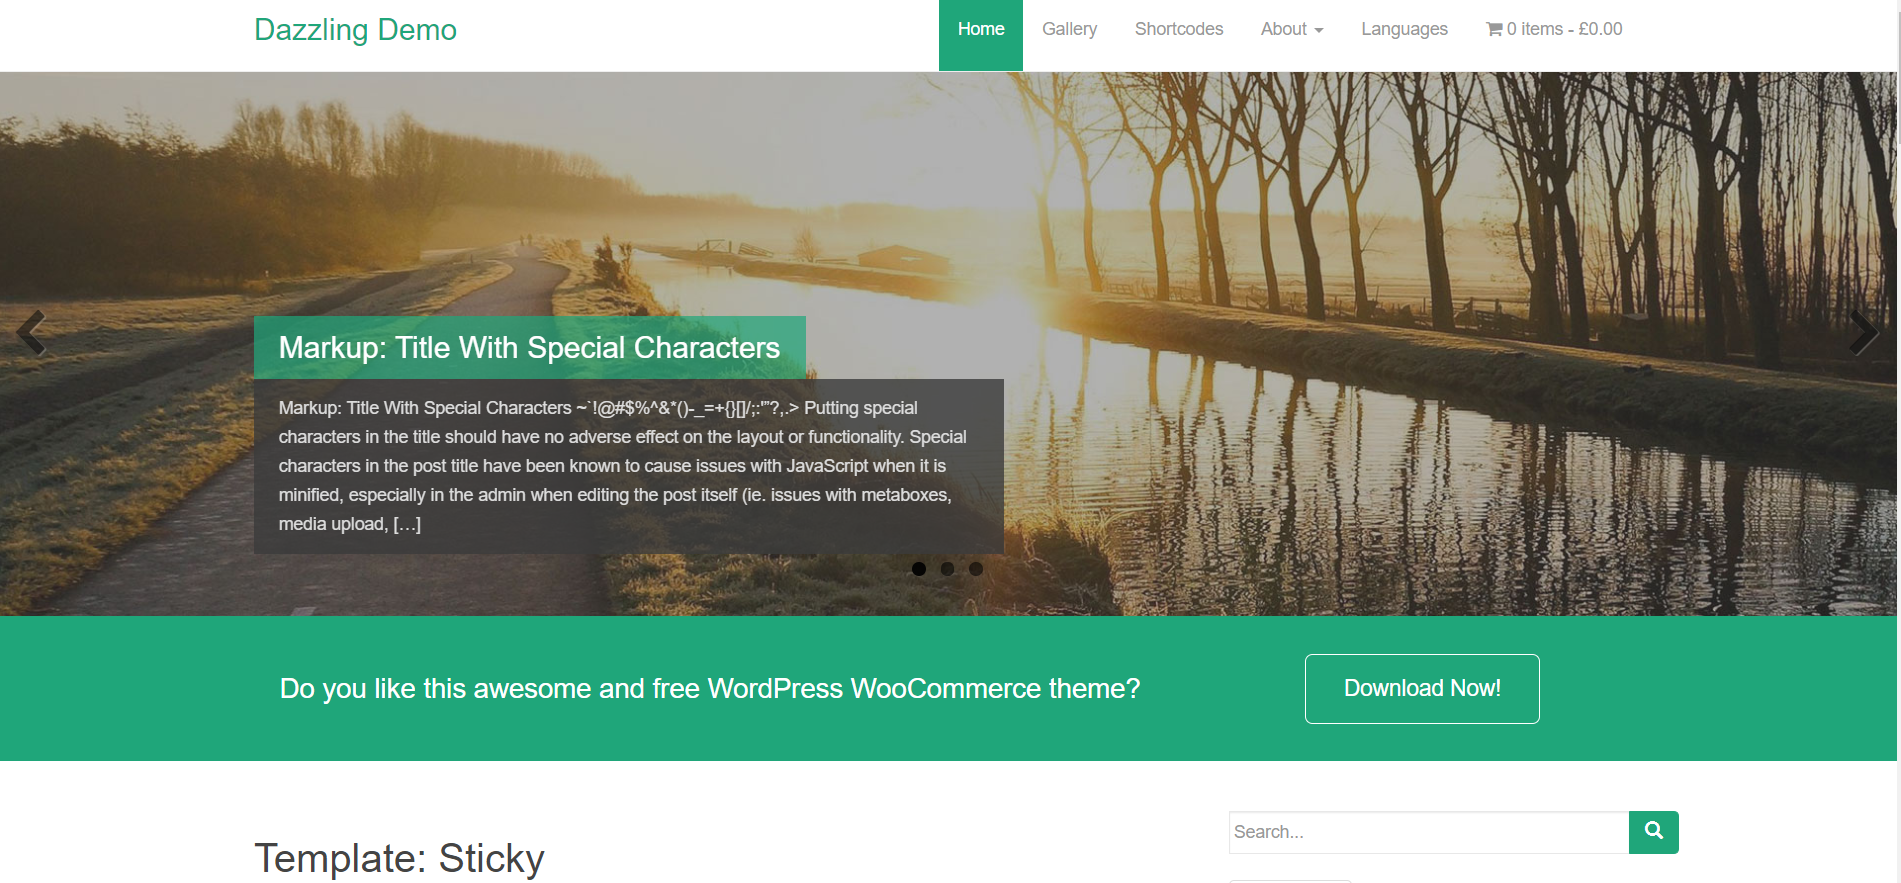 Dazzling Demo
Home
Gallery
Shortcodes
About
Languages
0 items - £0.00
Markup: Title With Special Characters
Markup: Title With Special Characters ~`!@#$%^&*()-_=+{}[]/;:'”?,.> Putting special
characters in the title should have no adverse effect on the layout or functionality. Special
characters in the post title have been known to cause issues with JavaScript when it is
minified, especially in the admin when editing the post itself (ie. issues with metaboxes,
media upload, […]
Do you like this awesome and free WordPress WooCommerce theme?
Download Now!
Search...
Template: Sticky